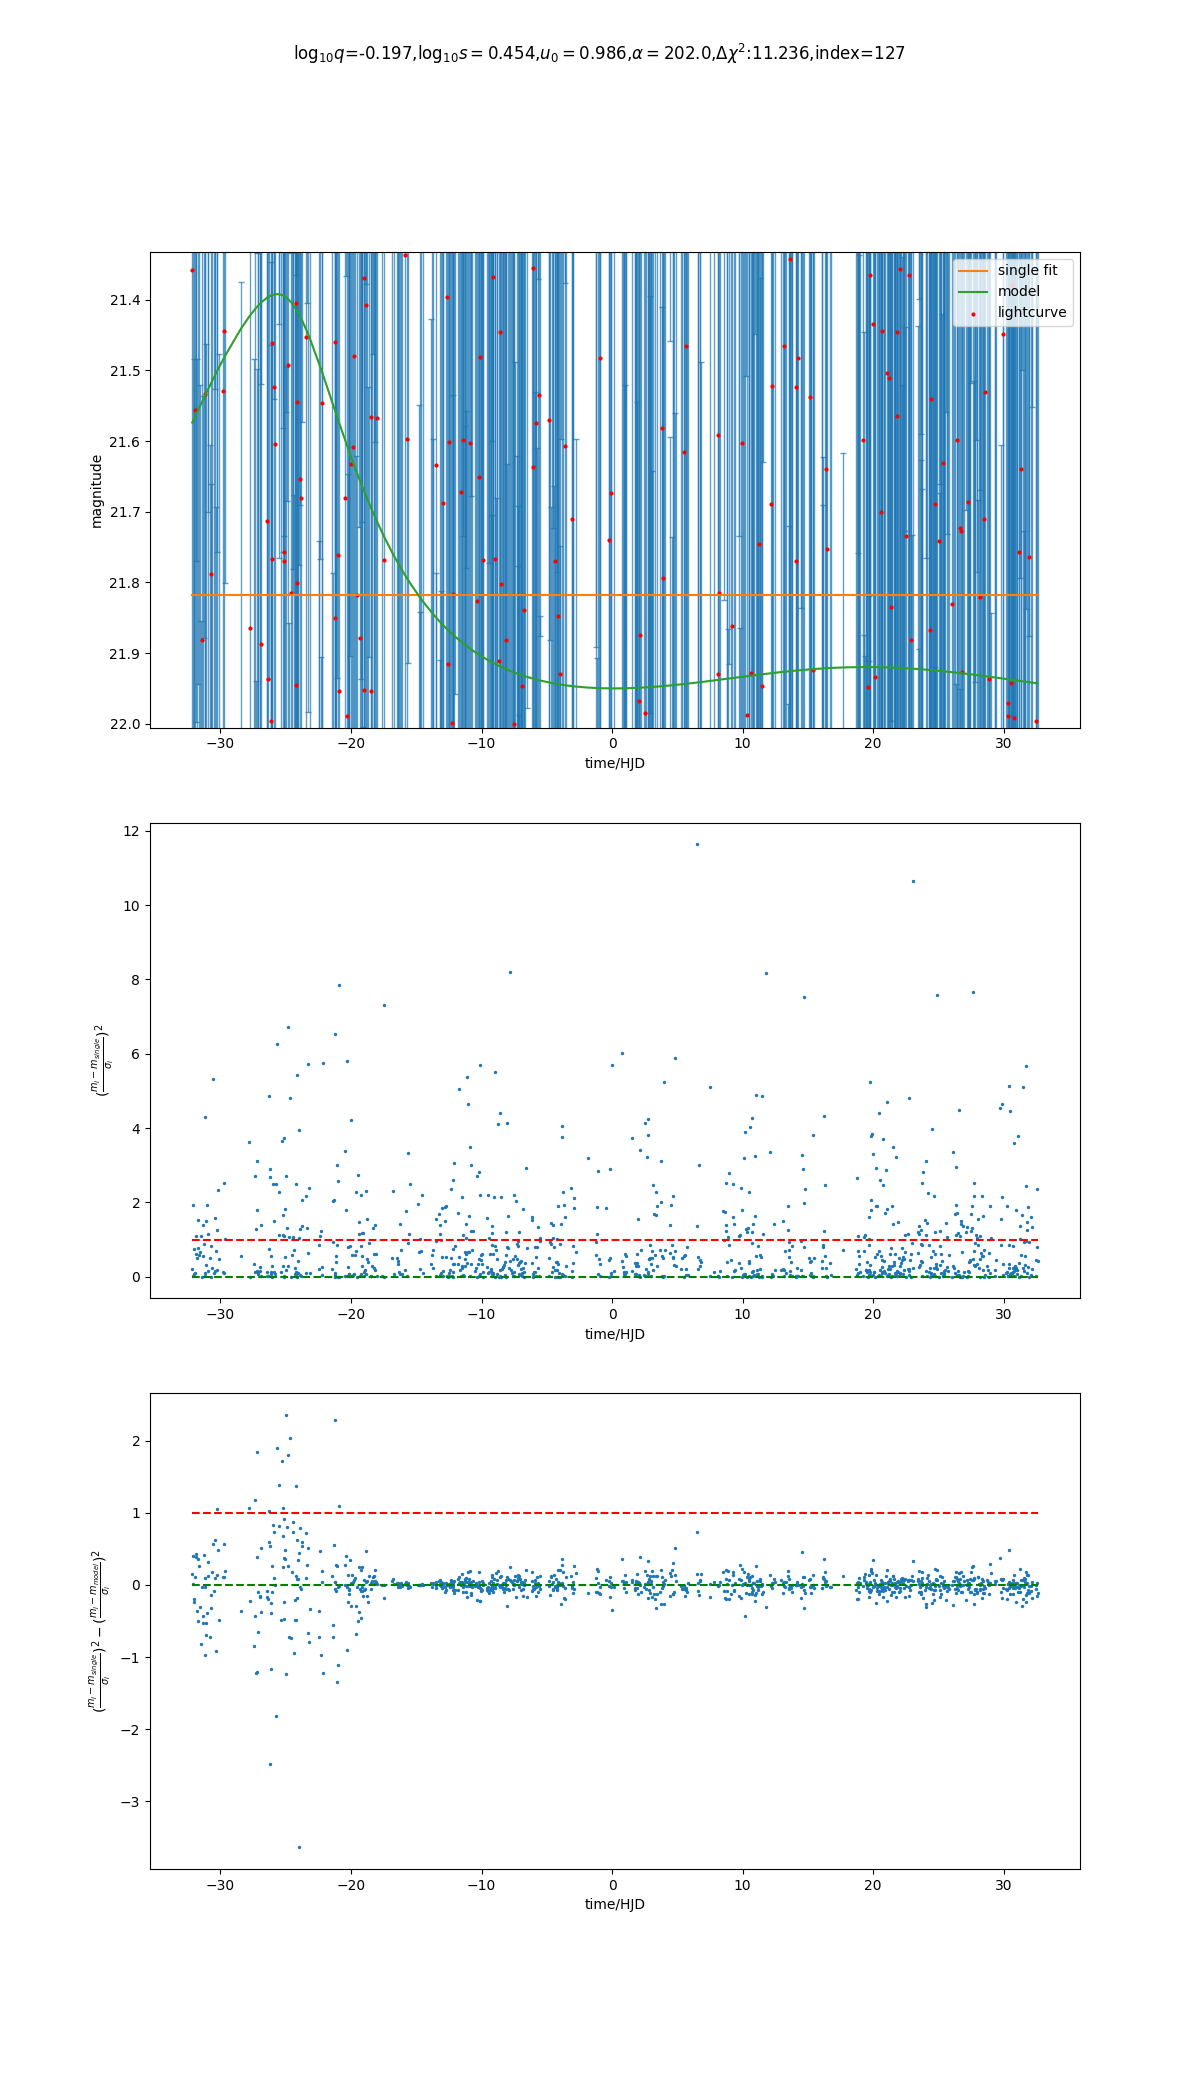 log₁₀q=-0.197,log₁₀s = 0.454,u₀ = 0.986,α = 202.0,Δχ²:11.236,index=127
single fit
model
lightcurve
21.4
21.5
21.6
21.7
21.8
21.9
22.0
magnitude
−30 −20 −10 0 10 20 30
time/HJD
12
10
8
6
4
2
0
((mᵢ − m_single)/σᵢ)²
−30 −20 −10 0 10 20 30
time/HJD
2
1
0
−1
−2
−3
((mᵢ − m_single)/σᵢ)² − ((mᵢ − m_model)/σᵢ)²
−30 −20 −10 0 10 20 30
time/HJD